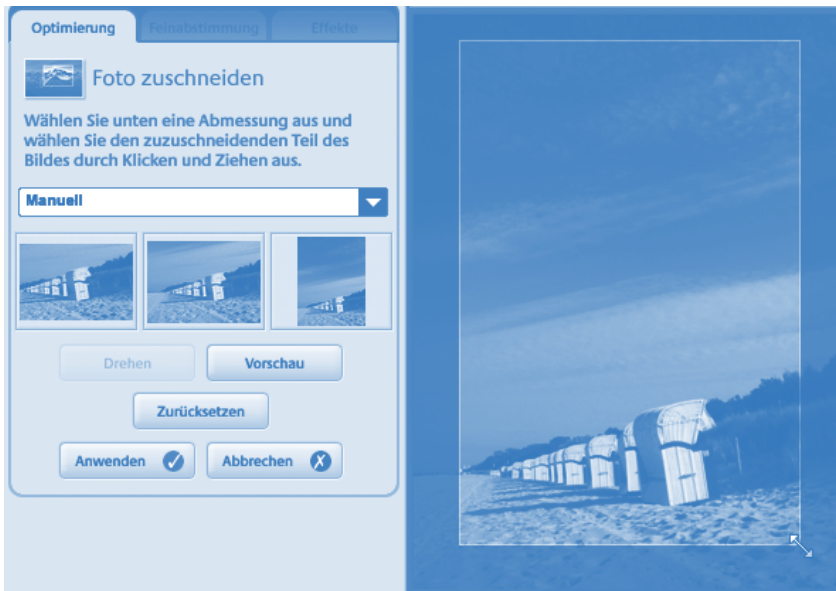 Optimierung Feinabstimmung Effekte
Foto zuschneiden
Wählen Sie unten eine Abmessung aus und
wählen Sie den zuzuschneidenden Teil des
Bildes durch Klicken und Ziehen aus.
Manuell
Drehen Vorschau
Zurücksetzen
Anwenden Abbrechen